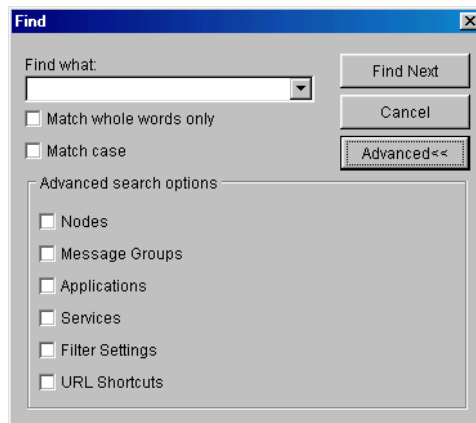 Find
Find what:
Find Next
Match whole words only
Cancel
Match case
Advanced<<
Advanced search options
Nodes
Message Groups
Applications
Services
Filter Settings
URL Shortcuts